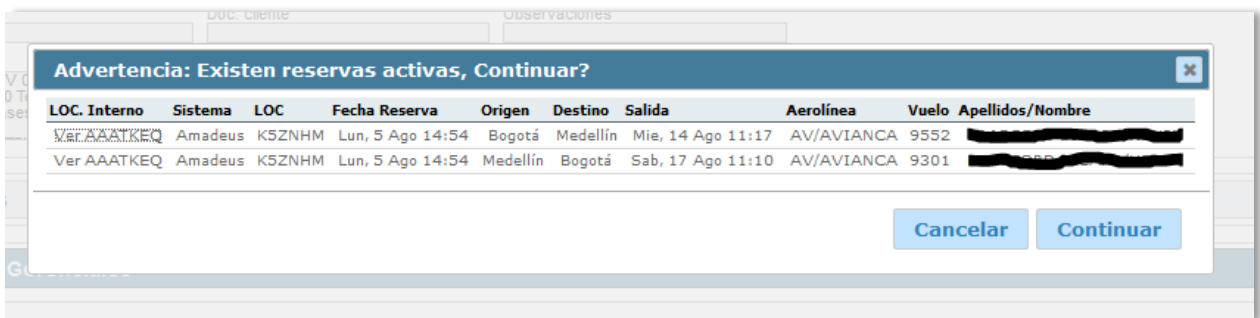 Doc. cliente Observaciones
Advertencia: Existen reservas activas, Continuar?
LOC. Interno Sistema LOC Fecha Reserva Origen Destino Salida Aerolínea Vuelo Apellidos/Nombre
Ver AAATKEQ Amadeus K5ZNHM Lun, 5 Ago 14:54 Bogotá Medellín Mie, 14 Ago 11:17 AV/AVIANCA 9552
Ver AAATKEQ Amadeus K5ZNHM Lun, 5 Ago 14:54 Medellín Bogotá Sab, 17 Ago 11:10 AV/AVIANCA 9301
Cancelar Continuar